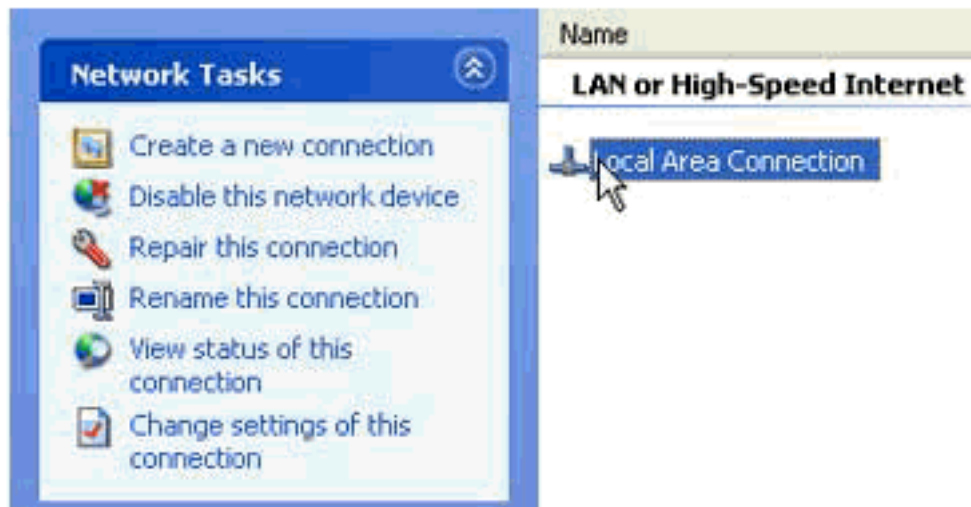 Network Tasks
Create a new connection
Disable this network device
Repair this connection
Rename this connection
View status of this
connection
Change settings of this
connection
Name
LAN or High-Speed Internet
Local Area Connection